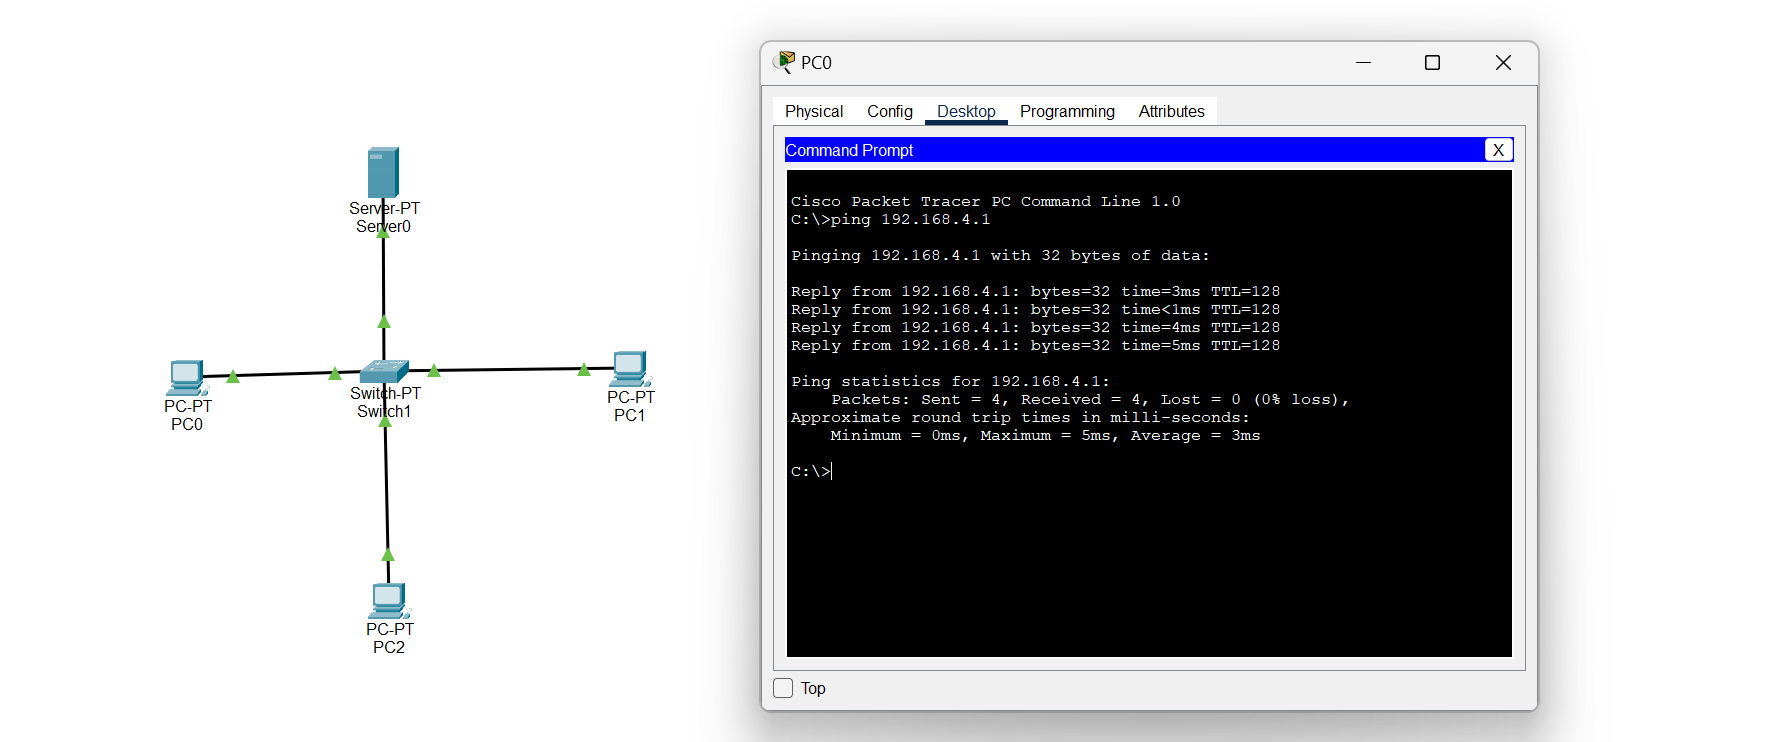 Server-PT
Server0
PC-PT
PC0
Switch-PT
Switch1
PC-PT
PC1
PC-PT
PC2
PC0
Physical Config Desktop Programming Attributes
Command Prompt X
Cisco Packet Tracer PC Command Line 1.0
C:\>ping 192.168.4.1
Pinging 192.168.4.1 with 32 bytes of data:
Reply from 192.168.4.1: bytes=32 time=3ms TTL=128
Reply from 192.168.4.1: bytes=32 time<1ms TTL=128
Reply from 192.168.4.1: bytes=32 time=4ms TTL=128
Reply from 192.168.4.1: bytes=32 time=5ms TTL=128
Ping statistics for 192.168.4.1:
    Packets: Sent = 4, Received = 4, Lost = 0 (0% loss),
Approximate round trip times in milli-seconds:
    Minimum = 0ms, Maximum = 5ms, Average = 3ms
C:\>
Top